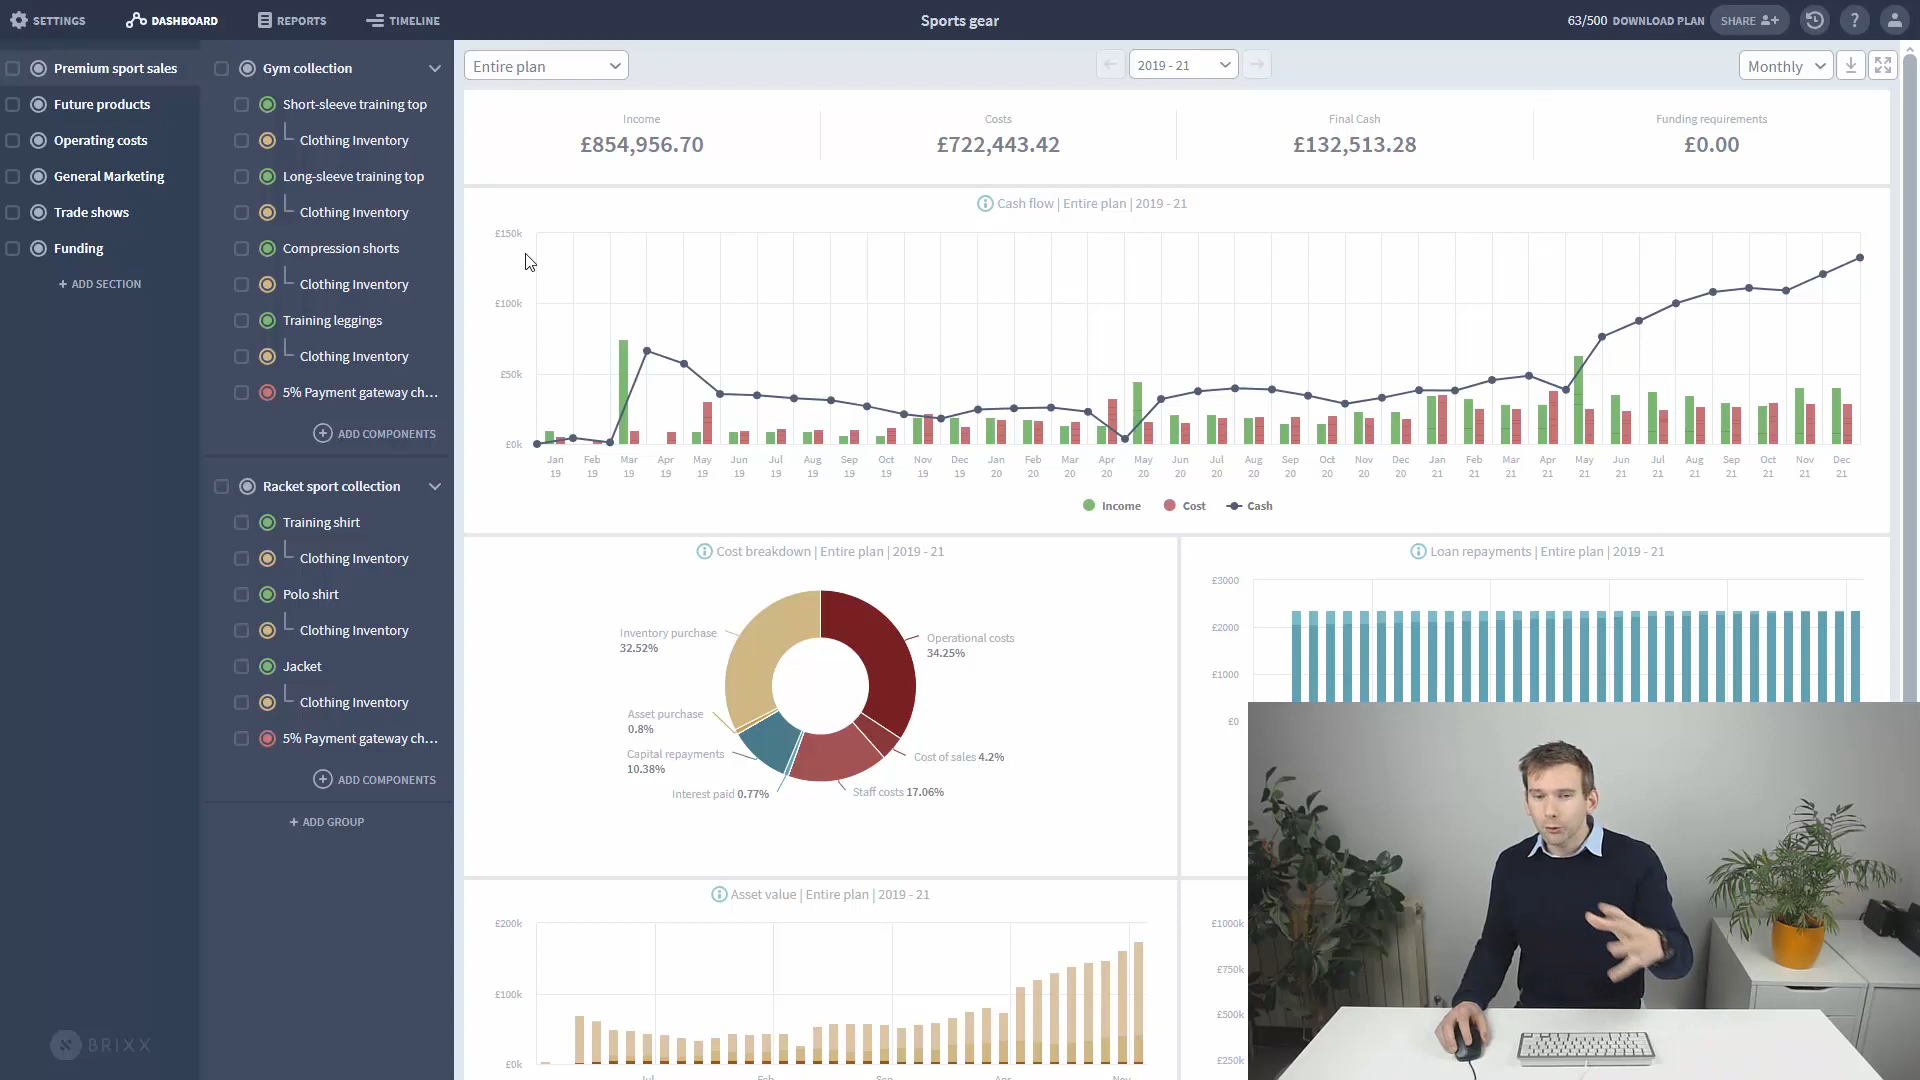 SETTINGS
DASHBOARD
REPORTS
TIMELINE
Sports gear
63/500 DOWNLOAD PLAN
SHARE
?
Premium sport sales
Future products
Operating costs
General Marketing
Trade shows
Funding
+ ADD SECTION
Gym collection
Short-sleeve training top
Clothing Inventory
Long-sleeve training top
Clothing Inventory
Compression shorts
Clothing Inventory
Training leggings
Clothing Inventory
5% Payment gateway ch...
ADD COMPONENTS
Racket sport collection
Training shirt
Clothing Inventory
Polo shirt
Clothing Inventory
Jacket
Clothing Inventory
5% Payment gateway ch...
ADD COMPONENTS
+ ADD GROUP
BRIXX
Entire plan
2019 - 21
Monthly
Income
£854,956.70
Costs
£722,443.42
Final Cash
£132,513.28
Funding requirements
£0.00
Cash flow | Entire plan | 2019 - 21
£150k
£100k
£50k
£0k
Jan Feb Mar Apr May Jun Jul Aug Sep Oct Nov Dec Jan Feb Mar Apr May Jun Jul Aug Sep Oct Nov Dec Jan Feb Mar Apr May Jun Jul Aug Sep Oct Nov Dec
19 19 19 19 19 19 19 19 19 19 19 19 20 20 20 20 20 20 20 20 20 20 20 20 21 21 21 21 21 21 21 21 21 21 21 21
Income Cost Cash
Cost breakdown | Entire plan | 2019 - 21
Inventory purchase
32.52%
Operational costs
34.25%
Asset purchase
0.8%
Capital repayments
10.38%
Cost of sales 4.2%
Interest paid 0.77%
Staff costs 17.06%
Loan repayments | Entire plan | 2019 - 21
£3000
£2000
£1000
£0
Asset value | Entire plan | 2019 - 21
£200k
£100k
£0k
Jul Feb Sep Apr Nov
£1000k
£750k
£500k
£250k